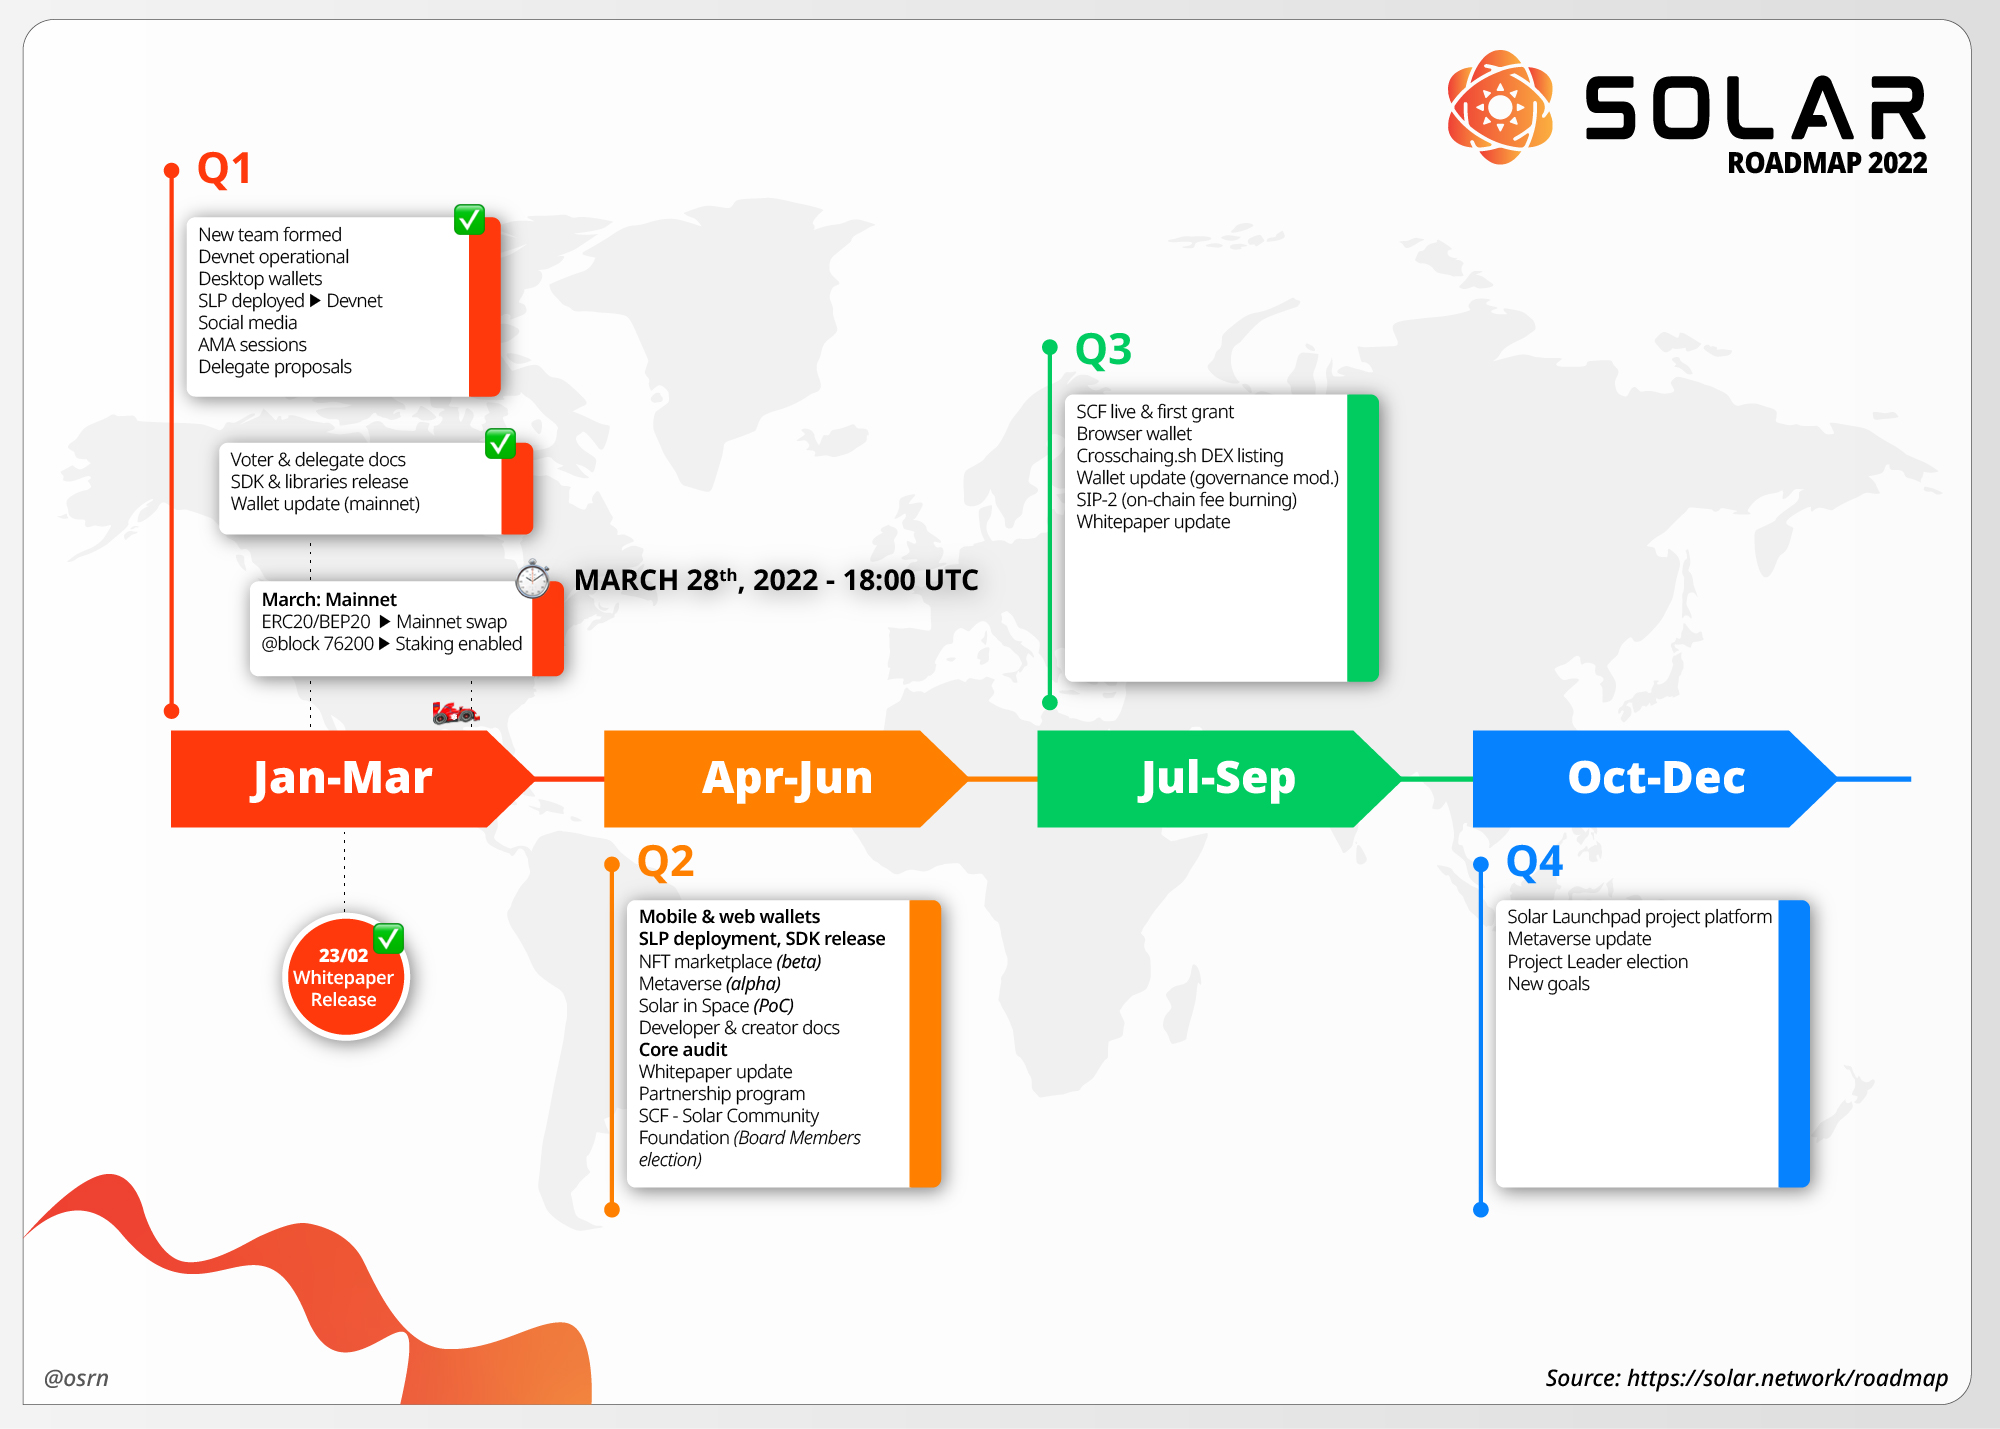 SOLAR
ROADMAP 2022
Q1
New team formed
Devnet operational
Desktop wallets
SLP deployed ▶ Devnet
Social media
AMA sessions
Delegate proposals
Voter & delegate docs
SDK & libraries release
Wallet update (mainnet)
MARCH 28th, 2022 - 18:00 UTC
March: Mainnet
ERC20/BEP20 ▶ Mainnet swap
@block 76200 ▶ Staking enabled
Q3
SCF live & first grant
Browser wallet
Crosschaing.sh DEX listing
Wallet update (governance mod.)
SIP-2 (on-chain fee burning)
Whitepaper update
Jan-Mar
Apr-Jun
Jul-Sep
Oct-Dec
23/02
Whitepaper
Release
Q2
Mobile & web wallets
SLP deployment, SDK release
NFT marketplace (beta)
Metaverse (alpha)
Solar in Space (PoC)
Developer & creator docs
Core audit
Whitepaper update
Partnership program
SCF - Solar Community
Foundation (Board Members
election)
Q4
Solar Launchpad project platform
Metaverse update
Project Leader election
New goals
@osrn
Source: https://solar.network/roadmap